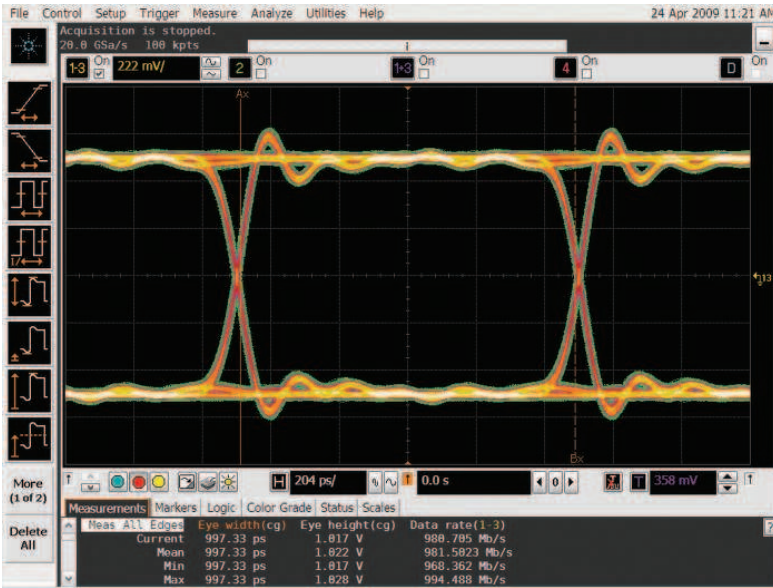 File Control Setup Trigger Measure Analyze Utilities Help 24 Apr 2009 11:21 AM
Acquisition is stopped.
20.0 GSa/s 100 kpts
1-3 On 222 mV/ 2 On 1+3 On 4 On D On
Ax
13
Bx
More
(1 of 2)
Delete
All
H 204 ps/ 0.0 s 0 T 358 mV
Measurements Markers Logic Color Grade Status Scales
Meas All Edges Eye width(cg) Eye height(cg) Data rate(1-3)
Current 997.33 ps 1.017 V 980.705 Mb/s
Mean 997.33 ps 1.022 V 981.5023 Mb/s
Min 997.33 ps 1.017 V 968.362 Mb/s
Max 997.33 ps 1.028 V 994.488 Mb/s
?